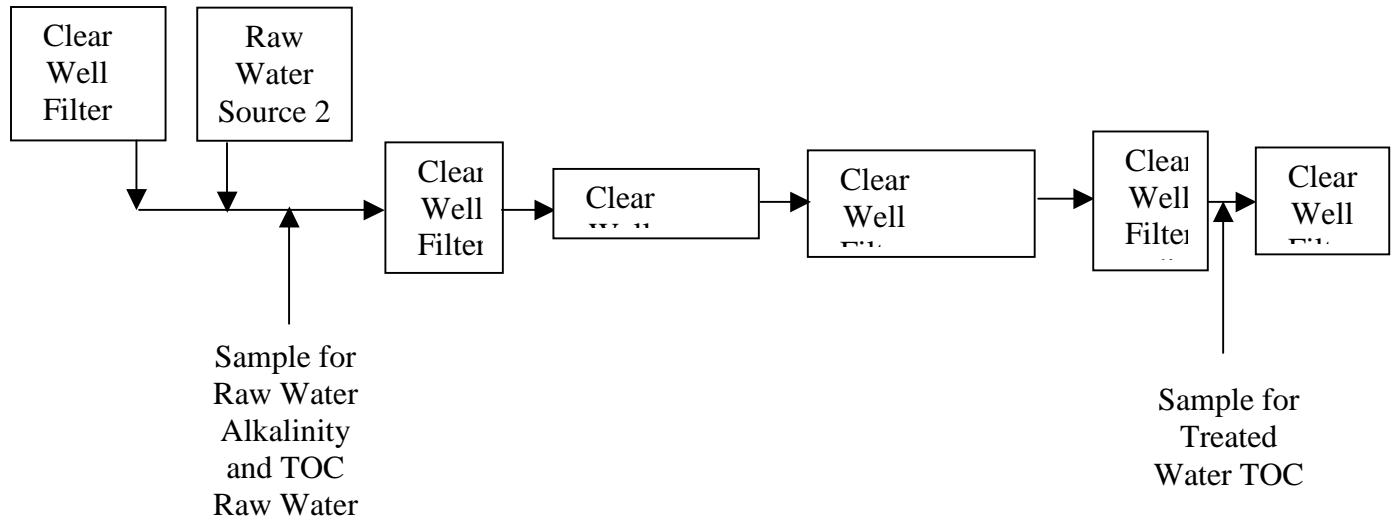 Clear
Well
Filter
Raw
Water
Source 2
Clear
Well
Filter
Clear
Clear
Well
Clear
Well
Filter
Clear
Well
Sample for
Raw Water
Alkalinity
and TOC
Raw Water
Sample for
Treated
Water TOC